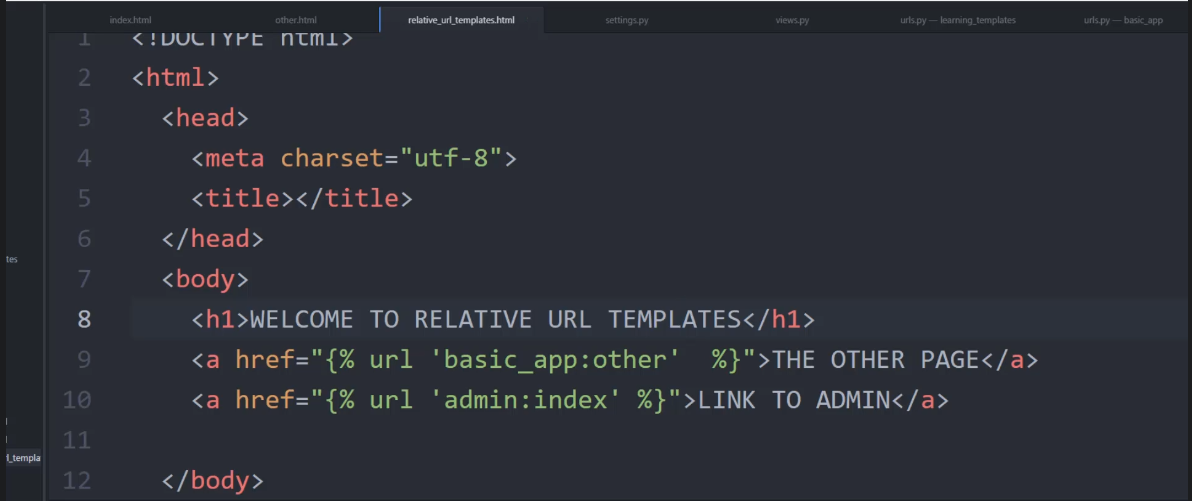 index.html other.html relative_url_templates.html settings.py views.py urls.py — learning_templates urls.py — basic_app
1 <!DOCTYPE html>
2 <html>
3 <head>
4 <meta charset="utf-8">
5 <title></title>
6 </head>
tes
7 <body>
8 <h1>WELCOME TO RELATIVE URL TEMPLATES</h1>
9 <a href="{% url 'basic_app:other'  %}">THE OTHER PAGE</a>
10 <a href="{% url 'admin:index' %}">LINK TO ADMIN</a>
11
l_templa
12 </body>